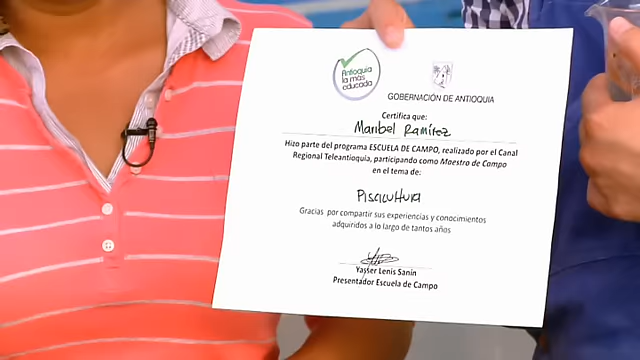 Antioquia
la más
educada
GOBERNACIÓN DE ANTIOQUIA
Certifica que:
Maribel Ramírez
Hizo parte del programa ESCUELA DE CAMPO, realizado por el Canal
Regional Teleantioquia, participando como Maestro de Campo
en el tema de:
Piscicultura
Gracias por compartir sus experiencias y conocimientos
adquiridos a lo largo de tantos años
Yasser Lenis Sanin
Presentador Escuela de Campo